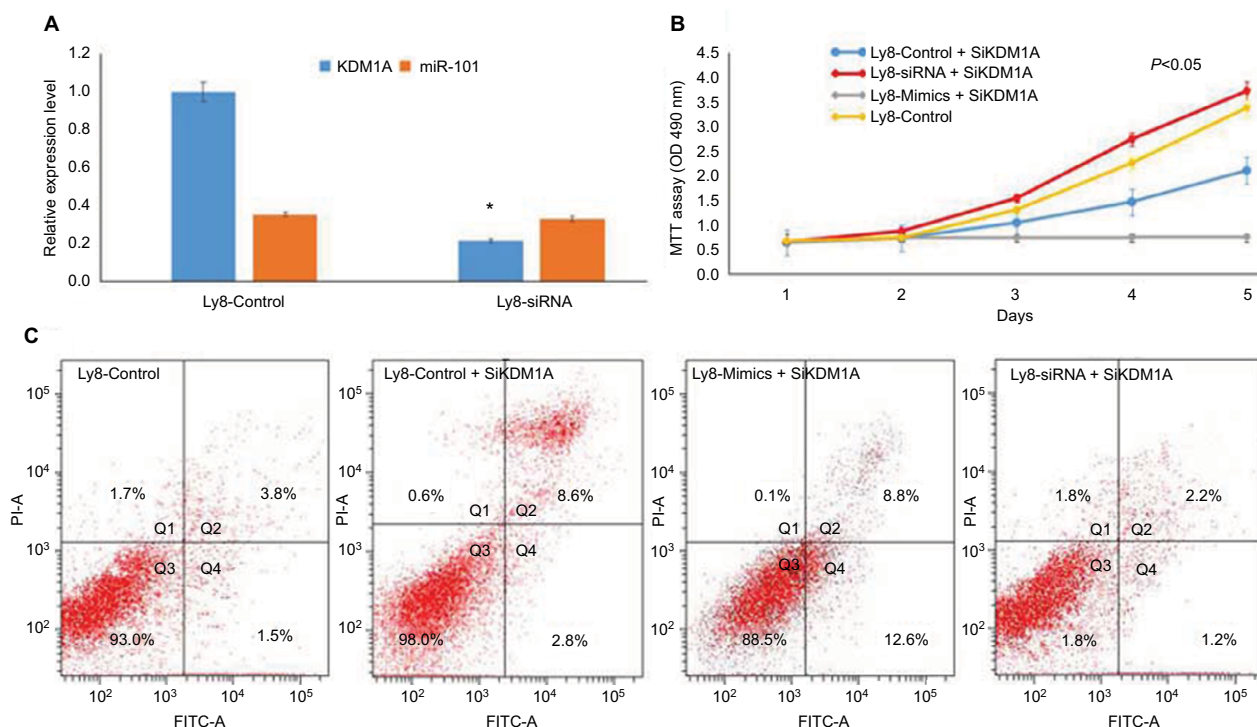 A
1.2
1.0
0.8
0.6
0.4
0.2
0.0
Relative expression level
KDM1A
miR-101
*
Ly8-Control
Ly8-siRNA
B
4.5
4.0
3.5
3.0
2.5
2.0
1.5
1.0
0.5
0.0
MTT assay (OD 490 nm)
Ly8-Control + SiKDM1A
Ly8-siRNA + SiKDM1A
Ly8-Mimics + SiKDM1A
Ly8-Control
P<0.05
1 2 3 4 5
Days
C
Ly8-Control
10⁵
10⁴
10³
10²
PI-A
1.7% 3.8%
Q1 Q2
Q3 Q4
93.0% 1.5%
10² 10³ 10⁴ 10⁵
FITC-A
Ly8-Control + SiKDM1A
10⁵
10⁴
10³
10²
PI-A
0.6% 8.6%
Q1 Q2
Q3 Q4
98.0% 2.8%
10² 10³ 10⁴ 10⁵
FITC-A
Ly8-Mimics + SiKDM1A
10⁵
10⁴
10³
10²
PI-A
0.1% 8.8%
Q1 Q2
Q3 Q4
88.5% 12.6%
10² 10³ 10⁴ 10⁵
FITC-A
Ly8-siRNA + SiKDM1A
10⁵
10⁴
10³
10²
PI-A
1.8% 2.2%
Q1 Q2
Q3 Q4
1.8% 1.2%
10² 10³ 10⁴ 10⁵
FITC-A